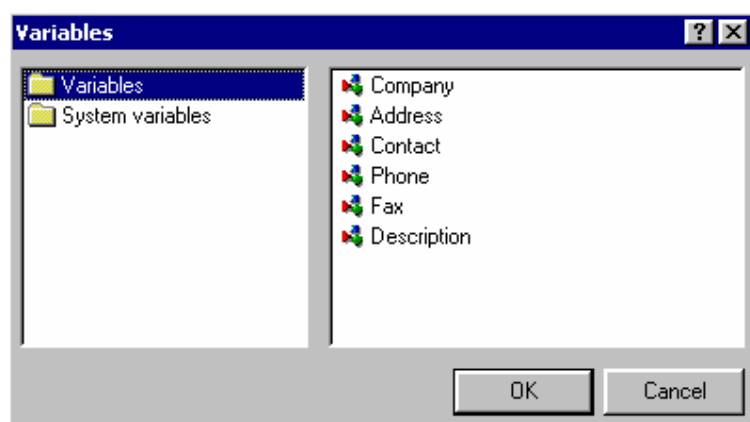 Variables
Variables
System variables
Company
Address
Contact
Phone
Fax
Description
OK
Cancel